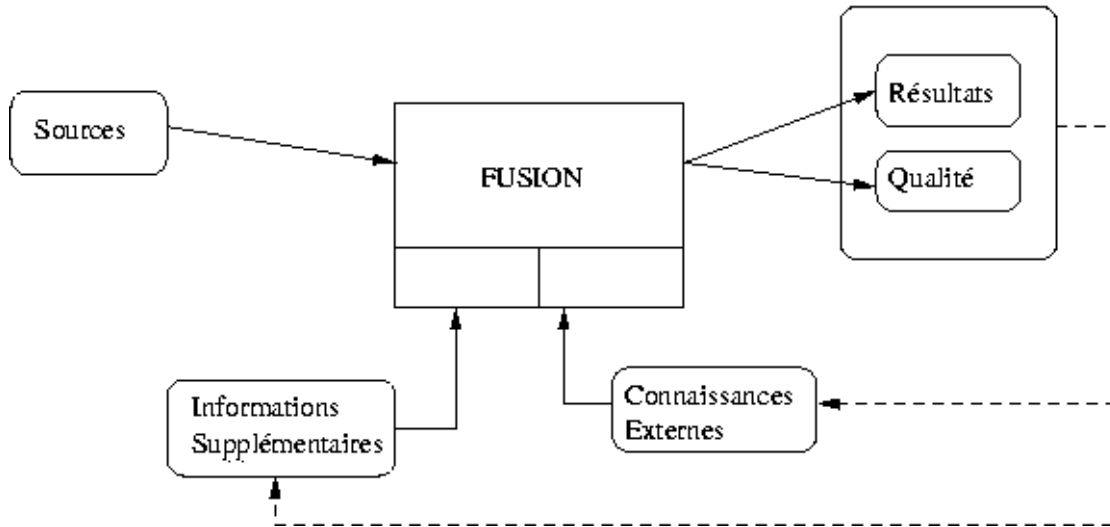 Sources
FUSION
Résultats
Qualité
Informations
Supplémentaires
Connaissances
Externes